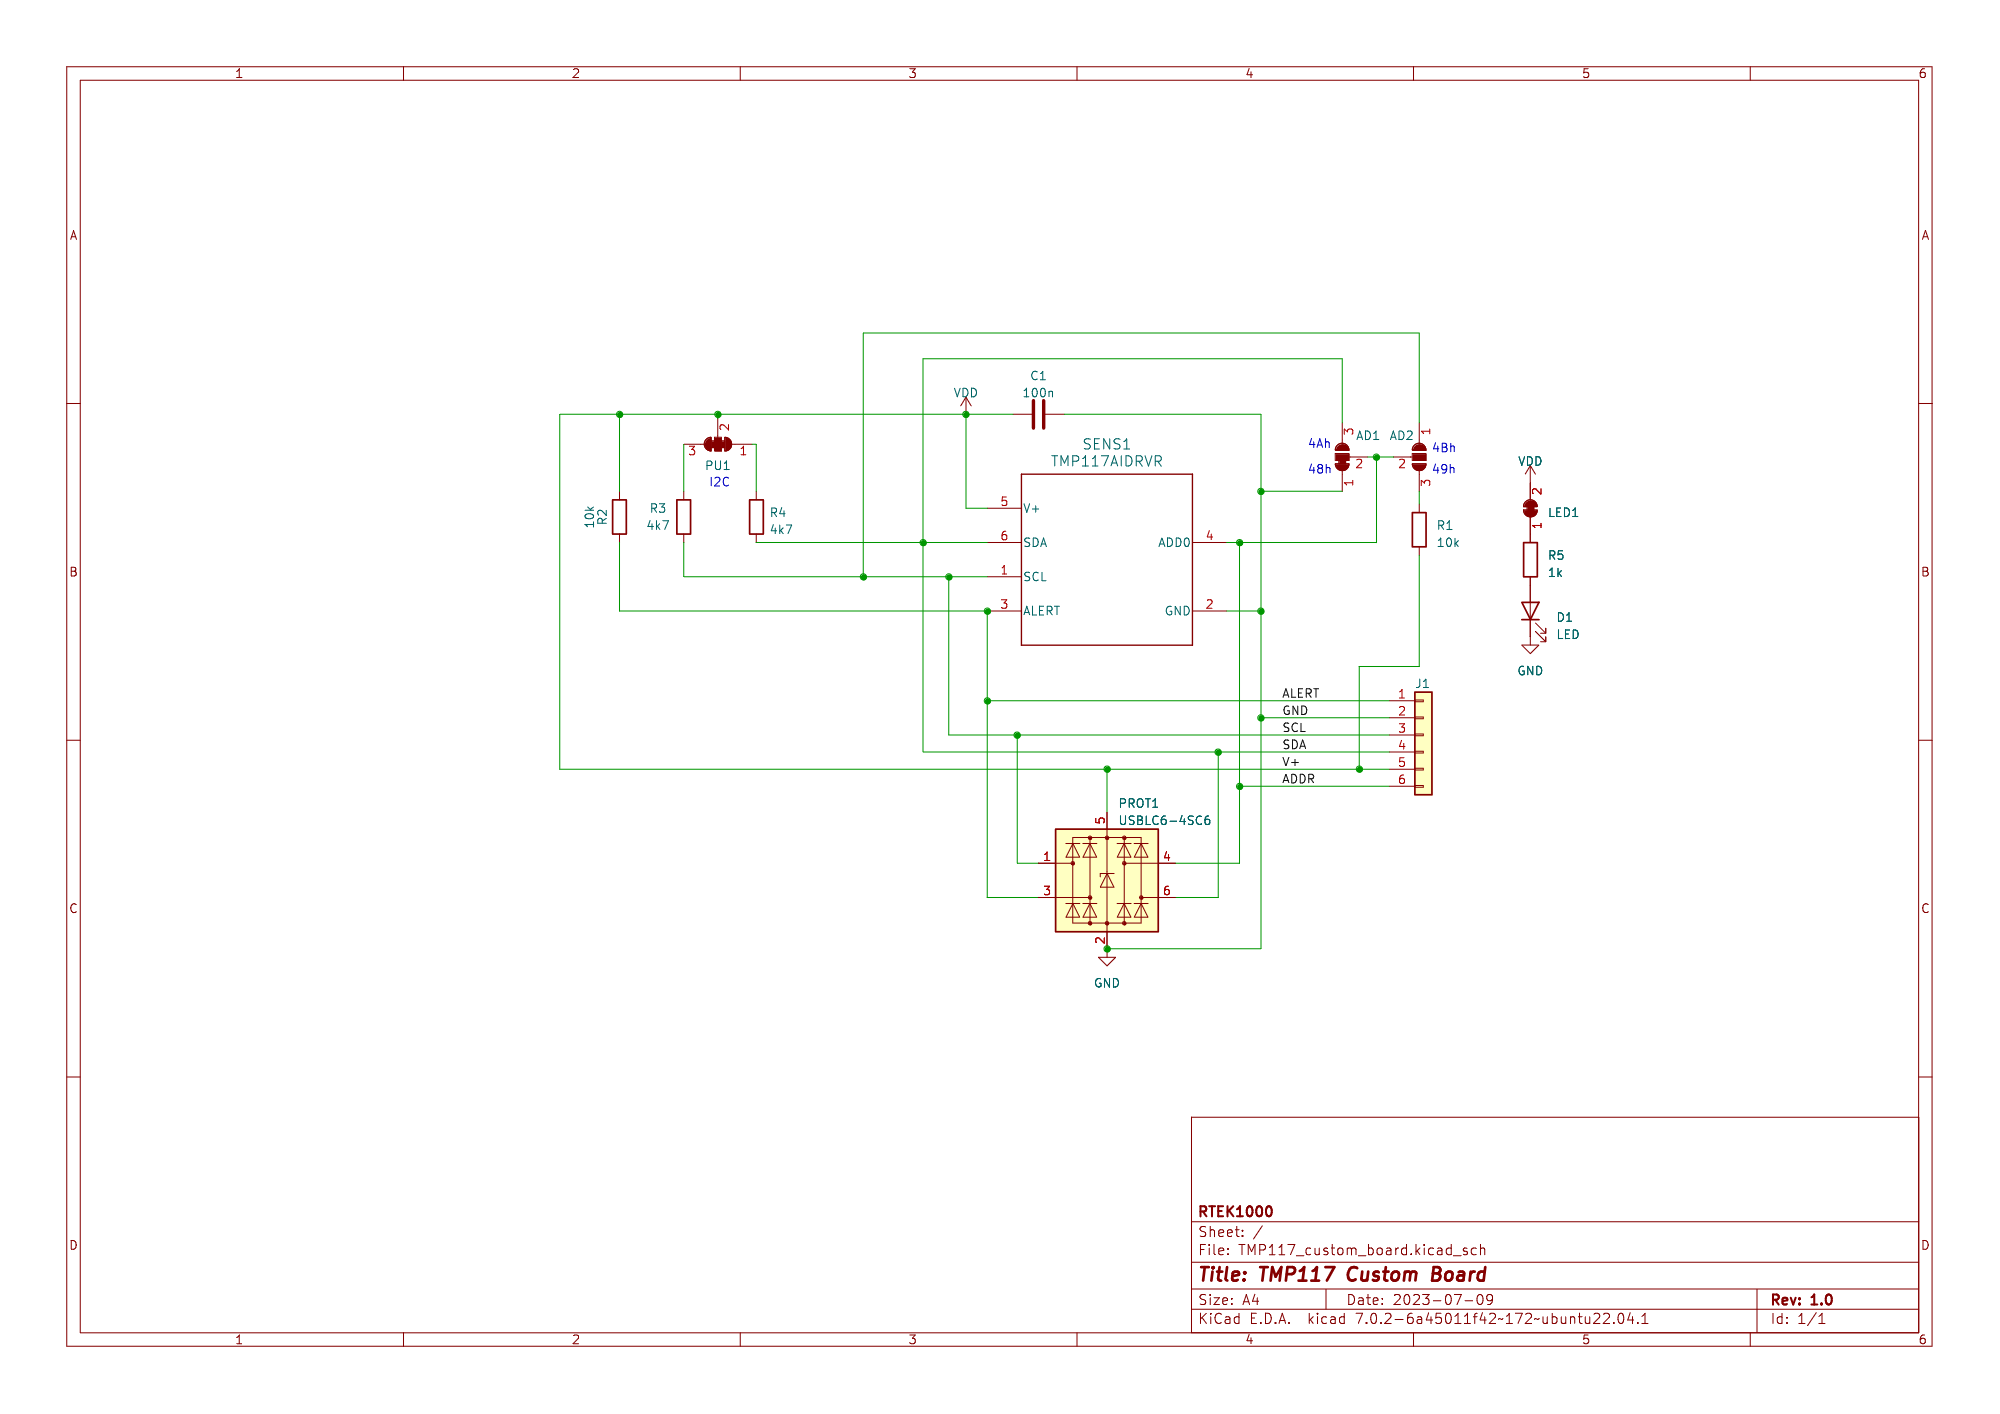 1 2 3 4 5 6
A A
B B
C C
D D
1 2 3 4 5 6
C1
100n
VDD
SENS1
TMP117AIDRVR
5 V+
6 SDA
1 SCL
3 ALERT
ADD0 4
GND 2
2
3 1
PU1
I2C
10k
R2
R3
4k7
R4
4k7
3
AD1
4Ah
48h
2
1
1
AD2
4Bh
49h
2
3
R1
10k
VDD
2
LED1
1
R5
1k
D1
LED
GND
J1
ALERT 1
GND 2
SCL 3
SDA 4
V+ 5
ADDR 6
PROT1
USBLC6-4SC6
5
1 4
3 6
2
GND
RTEK1000
Sheet: /
File: TMP117_custom_board.kicad_sch
Title: TMP117 Custom Board
Size: A4 Date: 2023-07-09 Rev: 1.0
KiCad E.D.A. kicad 7.0.2-6a45011f42~172~ubuntu22.04.1 Id: 1/1